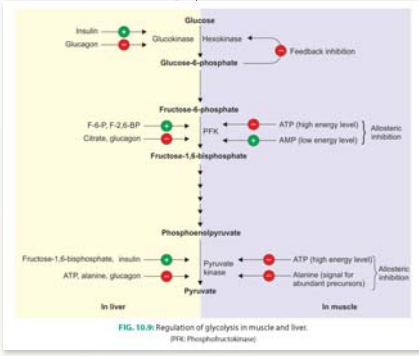 Glucose
Insulin + Glucokinase Hexokinase
Glucagon −
− Feedback inhibition
Glucose-6-phosphate
Fructose-6-phosphate
F-6-P, F-2,6-BP + PFK − ATP (high energy level)
Citrate, glucagon − + AMP (low energy level)
Allosteric inhibition
Fructose-1,6-bisphosphate
Phosphoenolpyruvate
Fructose-1,6-bisphosphate, insulin + Pyruvate kinase − ATP (high energy level)
ATP, alanine, glucagon − − Alanine (signal for abundant precursors)
Allosteric inhibition
Pyruvate
In liver In muscle
FIG. 10.9: Regulation of glycolysis in muscle and liver.
(PFK: Phosphofructokinase)